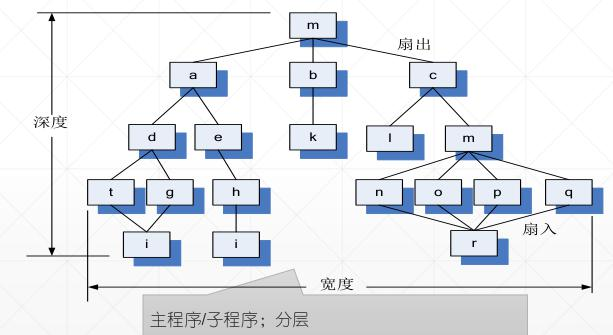 m
扇出
a b c
深度
d e k l m
t g h n o p q
扇入
i i r
宽度
主程序/子程序；分层